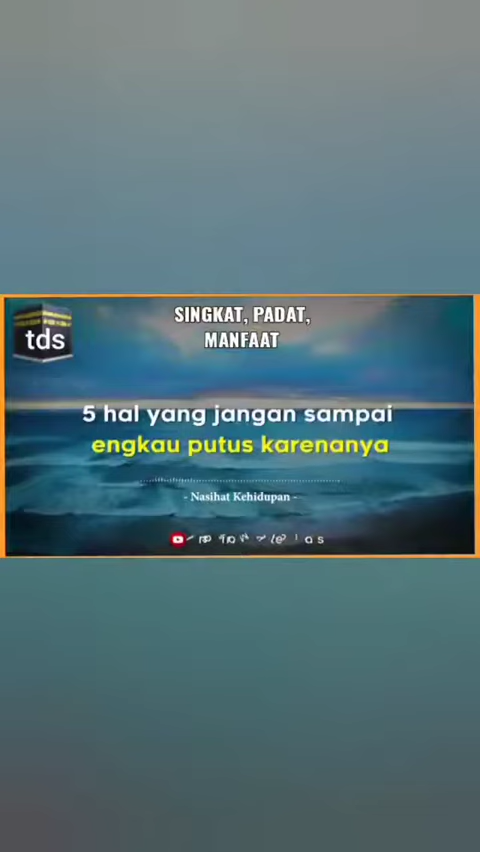 tds
SINGKAT, PADAT,
MANFAAT
5 hal yang jangan sampai
engkau putus karenanya
- Nasihat Kehidupan -